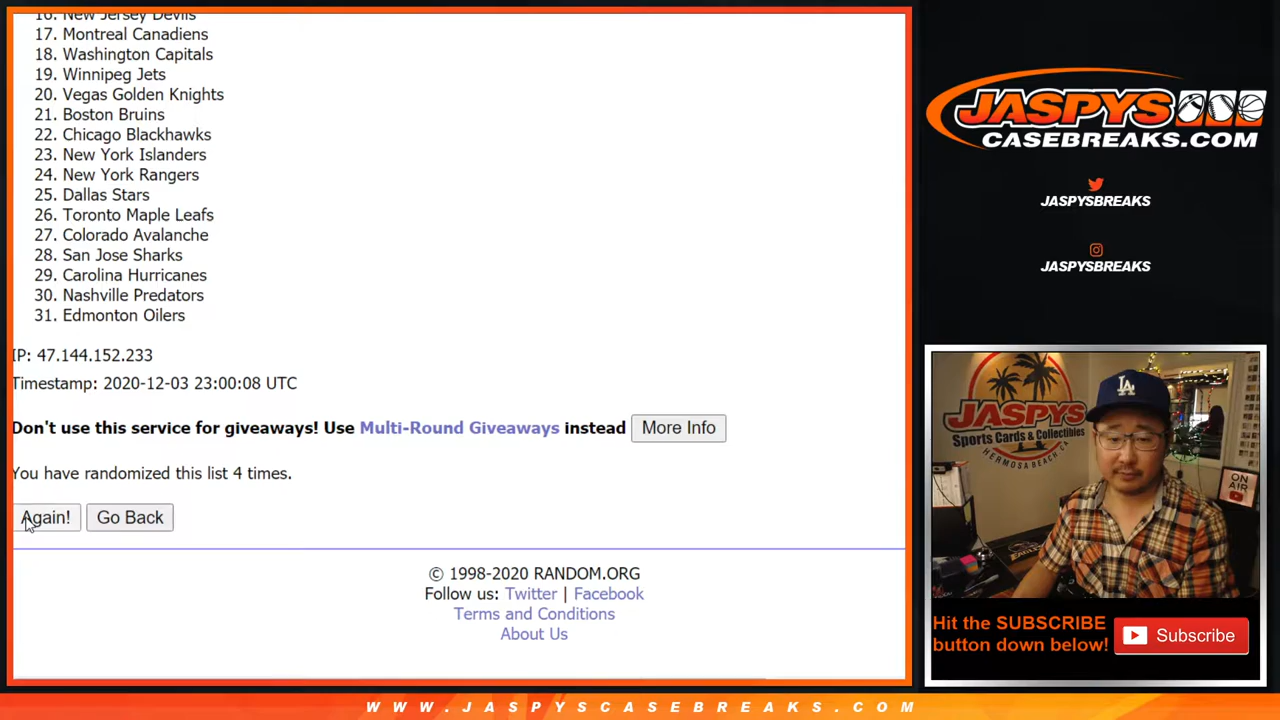 16. New Jersey Devils
17. Montreal Canadiens
18. Washington Capitals
19. Winnipeg Jets
20. Vegas Golden Knights
21. Boston Bruins
22. Chicago Blackhawks
23. New York Islanders
24. New York Rangers
25. Dallas Stars
26. Toronto Maple Leafs
27. Colorado Avalanche
28. San Jose Sharks
29. Carolina Hurricanes
30. Nashville Predators
31. Edmonton Oilers
IP: 47.144.152.233
Timestamp: 2020-12-03 23:00:08 UTC
Don't use this service for giveaways! Use Multi-Round Giveaways instead More Info
You have randomized this list 4 times.
Again! Go Back
© 1998-2020 RANDOM.ORG
Follow us: Twitter | Facebook
Terms and Conditions
About Us
JASPYS
CASEBREAKS.COM
JASPYSBREAKS
JASPYSBREAKS
JASPYS
Sports Cards & Collectibles
HERMOSA BEACH, CA
LA
ON
AIR
EAGLES
Hit the SUBSCRIBE
button down below!
Subscribe
WWW.JASPYSCASEBREAKS.COM